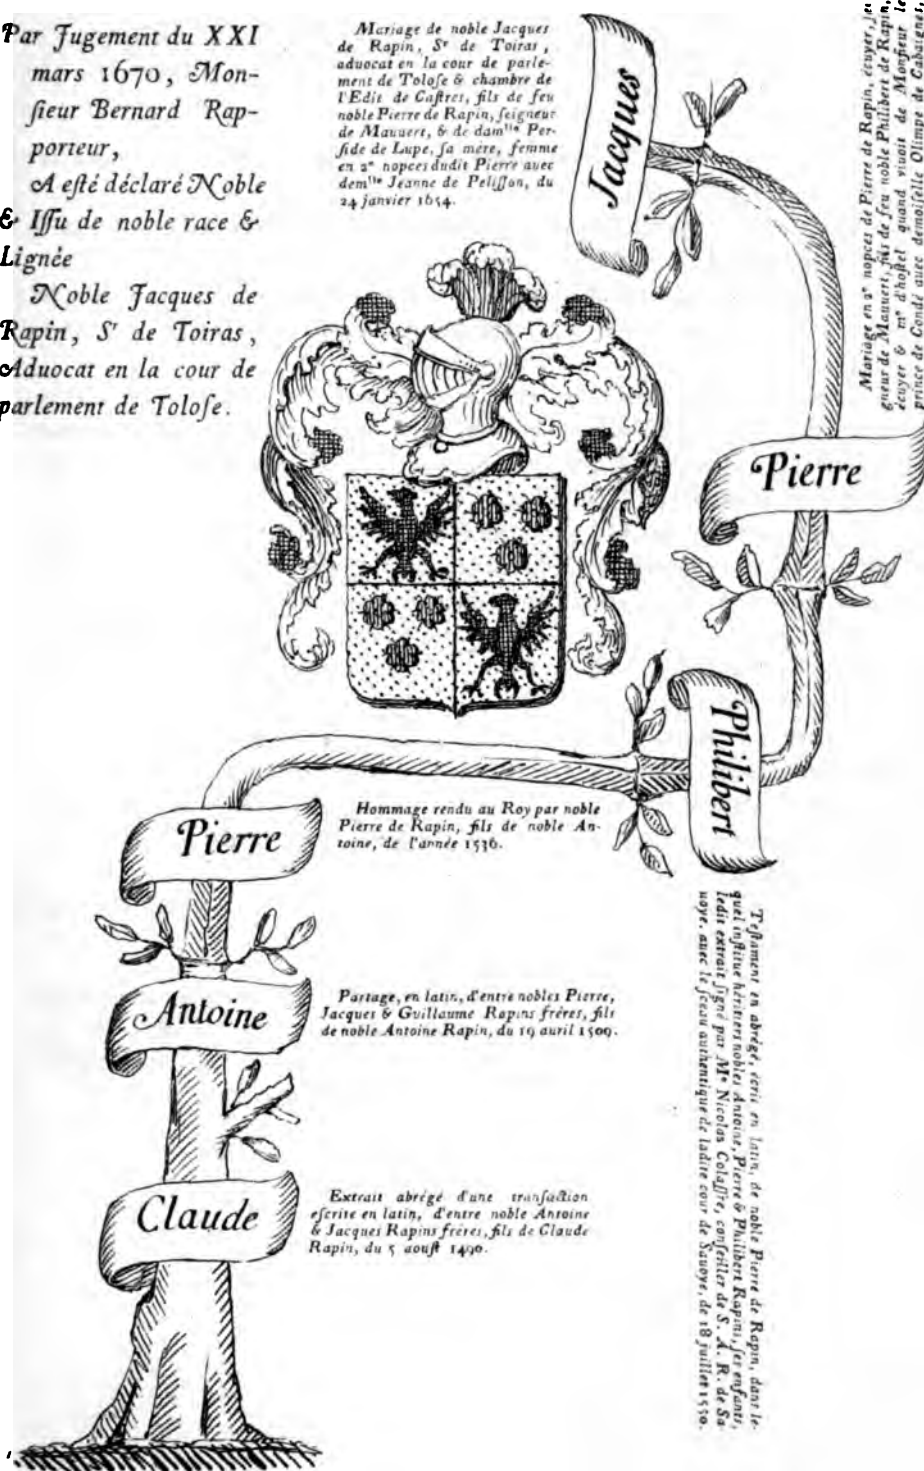 Par Jugement du XXI
mars 1670, Mon-
ſieur Bernard Rap-
porteur,
A eſté déclaré Noble
& Iſſu de noble race &
Lignée
Noble Jacques de
Rapin, Sʳ de Toiras,
Aduocat en la cour de
parlement de Toloſe.
Mariage de noble Jacques
de Rapin, Sʳ de Toiras,
aduocat en la cour de parle-
ment de Toloſe & chambre de
l'Edit de Caſtres, fils de feu
noble Pierre de Rapin, ſeigneur
de Mauuert, & de damˡˡᵉ Per-
ſide de Lupe, ſa mère, femme
en 2ᵉ nopces dudit Pierre auec
demˡˡᵉ Jeanne de Peliſſon, du
24 janvier 1654.
Jacques
Mariage en 2ᵉ nopces de Pierre de Rapin, écuyer,
gneur de Mauuert, fils de feu noble Philibert de Rapin,
écuyer & mᵉ d'hoſtel quand viuoit de Monſieur le
prince de Condé auec demoiſelle Olimpe de Cabaignes,
Pierre
Philibert
Pierre
Hommage rendu au Roy par noble
Pierre de Rapin, fils de noble An-
toine, de l'année 1536.
Antoine
Partage, en latin, d'entre nobles Pierre,
Jacques & Guillaume Rapins frères, fils
de noble Antoine Rapin, du 19 auril 1509.
Claude
Extrait abrégé d'une tranſaction
eſcrite en latin, d'entre noble Antoine
& Jacques Rapins frères, fils de Claude
Rapin, du 5 aouſt 1490.
Teſtament en abrégé, écrit en latin, de noble Pierre de Rapin, dans le-
quel inſtitue héritiers nobles Antoine, Pierre & Philibert Rapins, ſes enfants,
ledit extrait ſigné par Mᵉ Nicolas Colaſſre, conſeiller de S. A. R. de Sa-
uoye, auec le ſceau authentique de ladite cour de Sauoye, de 18 juillet 1550.